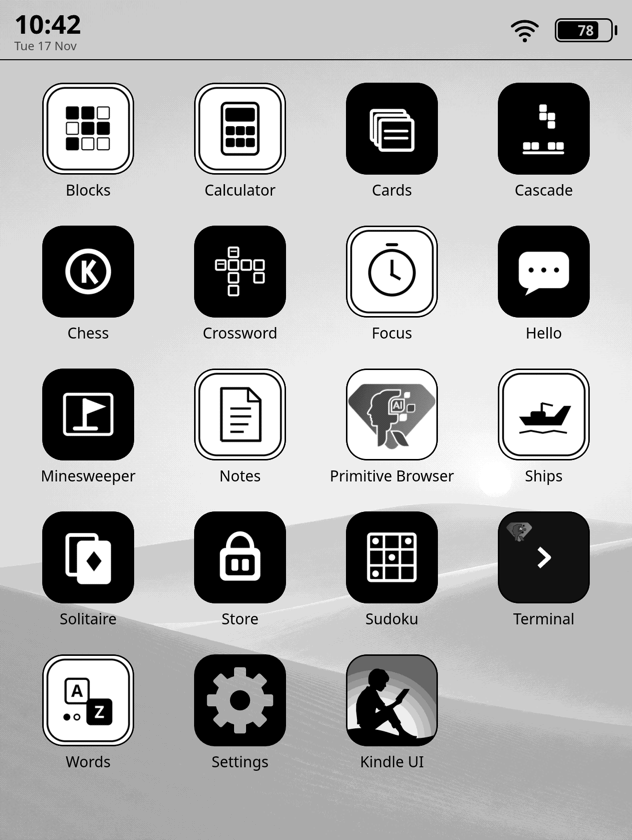 10:42
78
Tue 17 Nov
Blocks
Calculator
Cards
Cascade
K
Chess
Crossword
Focus
Hello
AI
Minesweeper
Notes
Primitive Browser
Ships
Solitaire
Store
Sudoku
Terminal
A
Z
Words
Settings
Kindle UI